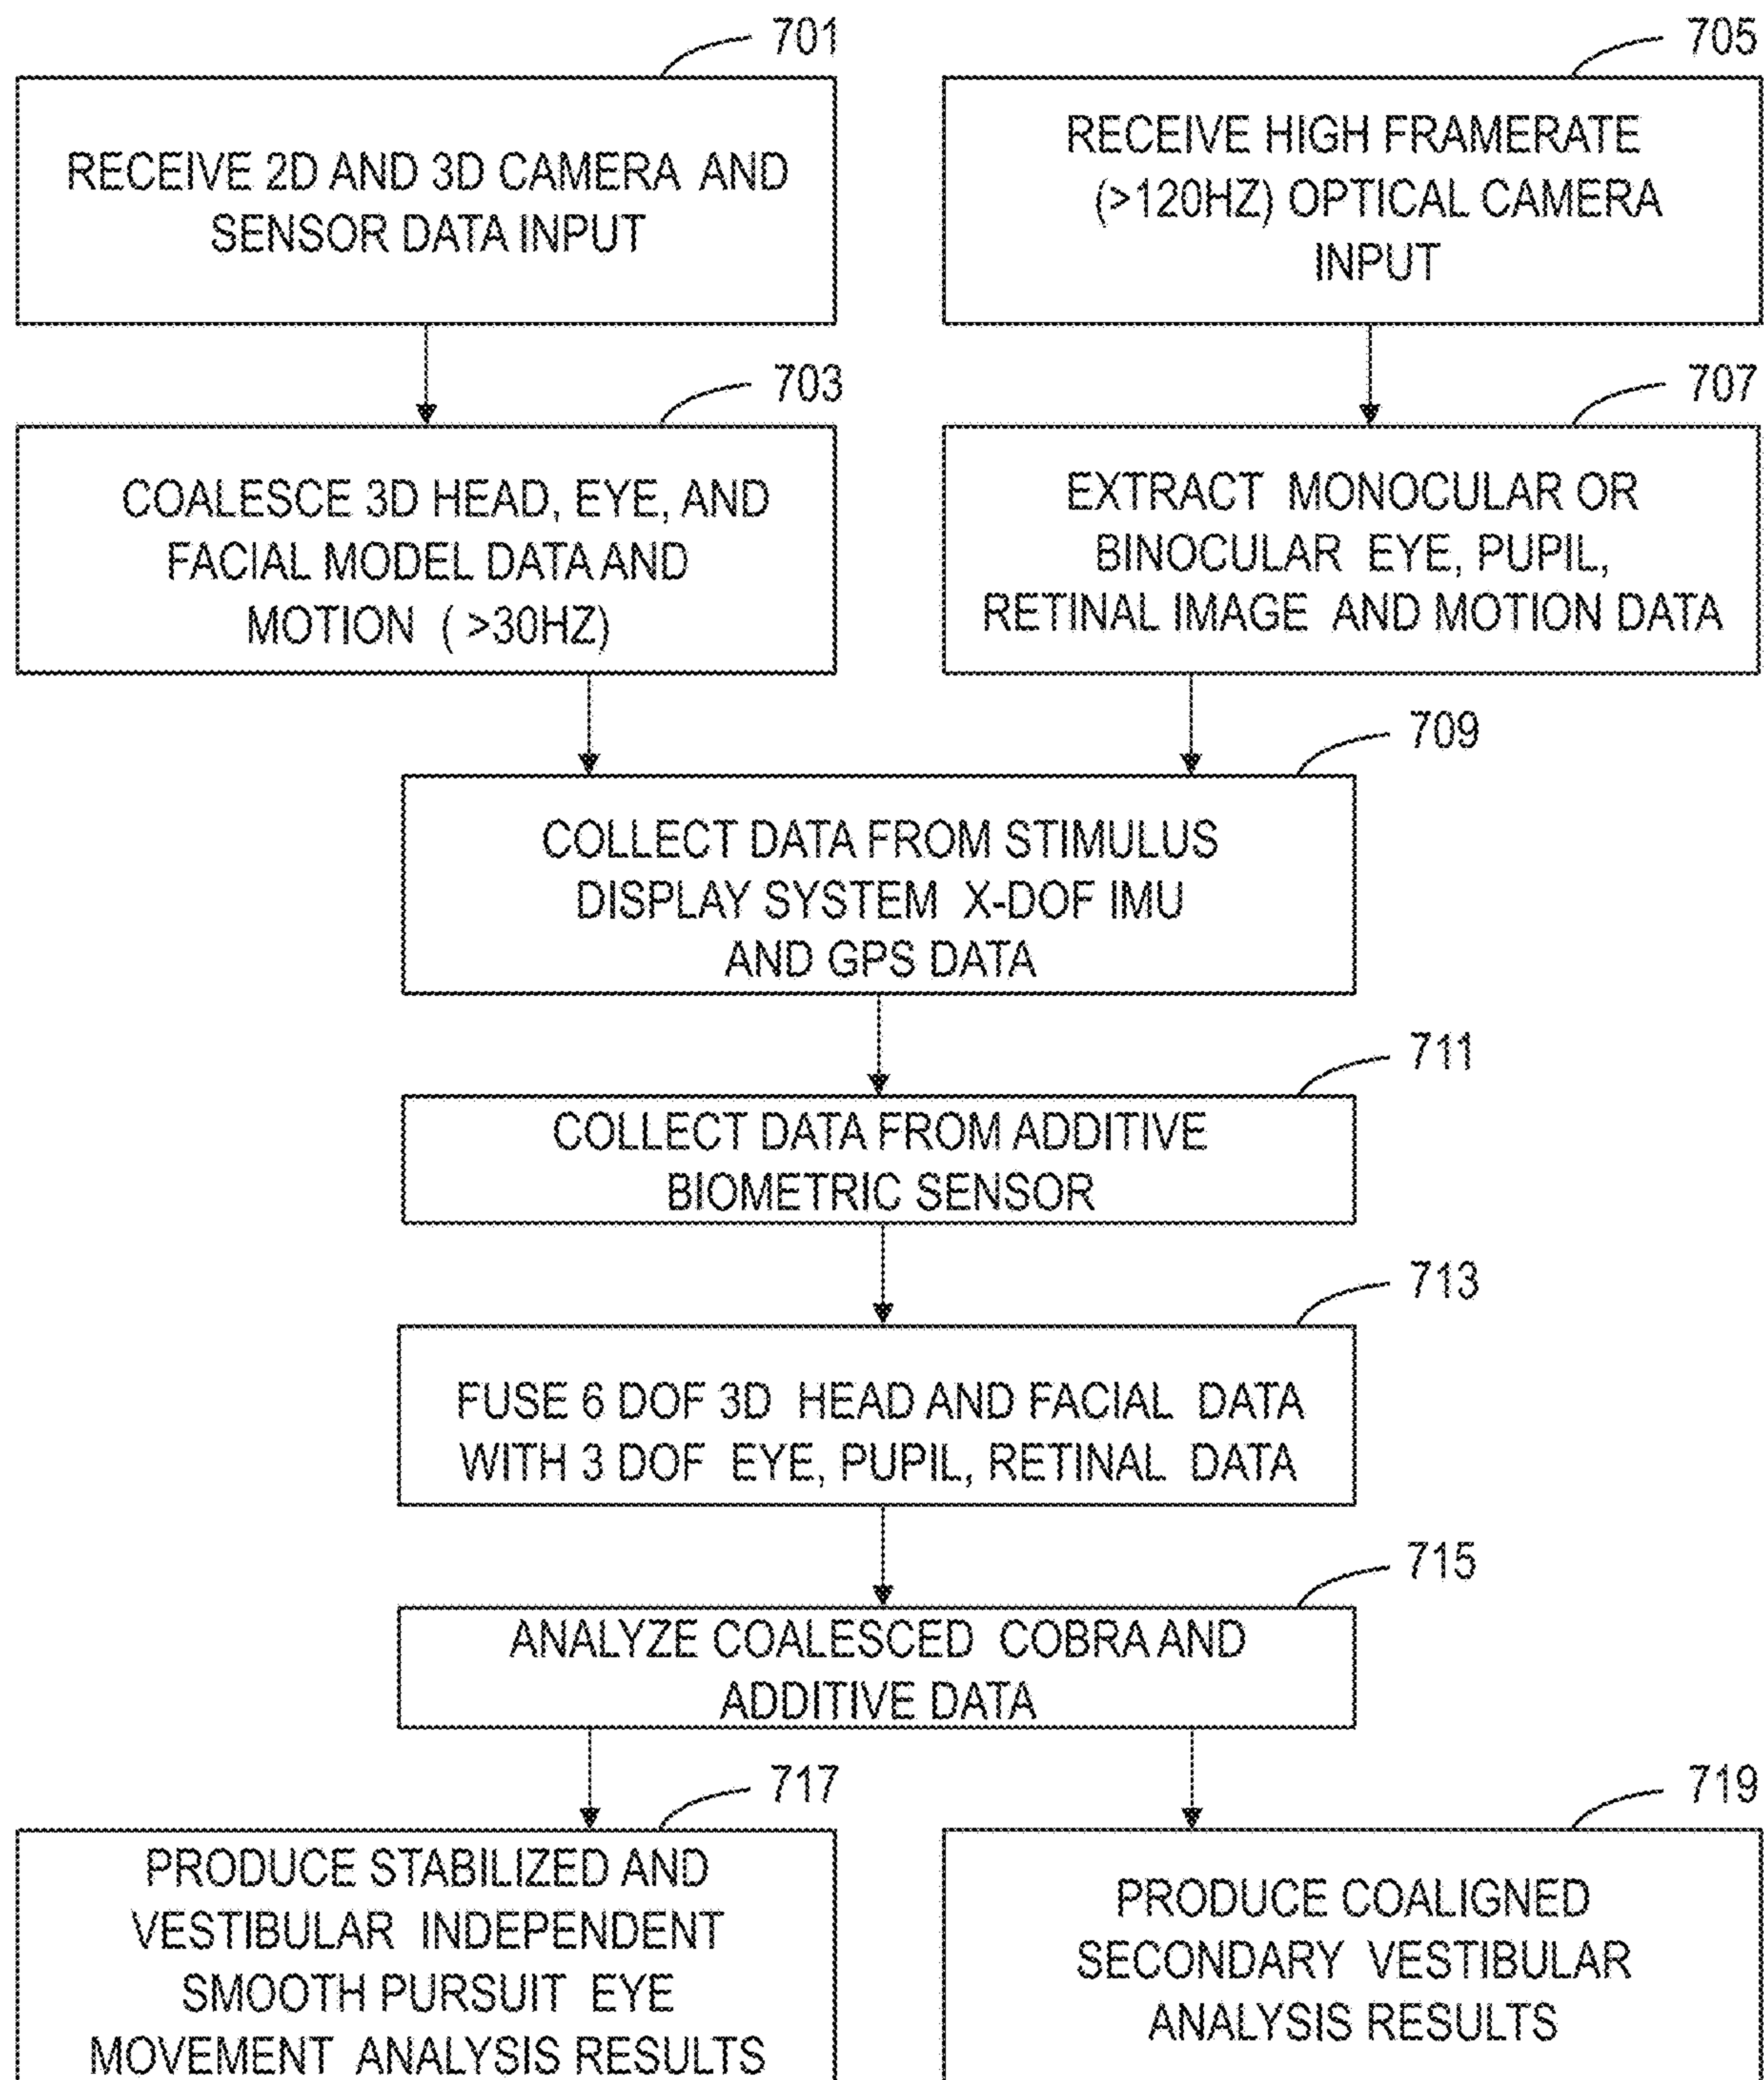 701
RECEIVE 2D AND 3D CAMERA AND
SENSOR DATA INPUT
705
RECEIVE HIGH FRAMERATE
(>120HZ) OPTICAL CAMERA
INPUT
703
COALESCE 3D HEAD, EYE, AND
FACIAL MODEL DATA AND
MOTION ( >30HZ)
707
EXTRACT MONOCULAR OR
BINOCULAR EYE, PUPIL,
RETINAL IMAGE AND MOTION DATA
709
COLLECT DATA FROM STIMULUS
DISPLAY SYSTEM X-DOF IMU
AND GPS DATA
711
COLLECT DATA FROM ADDITIVE
BIOMETRIC SENSOR
713
FUSE 6 DOF 3D HEAD AND FACIAL DATA
WITH 3 DOF EYE, PUPIL, RETINAL DATA
715
ANALYZE COALESCED COBRA AND
ADDITIVE DATA
717
PRODUCE STABILIZED AND
VESTIBULAR INDEPENDENT
SMOOTH PURSUIT EYE
MOVEMENT ANALYSIS RESULTS
719
PRODUCE COALIGNED
SECONDARY VESTIBULAR
ANALYSIS RESULTS